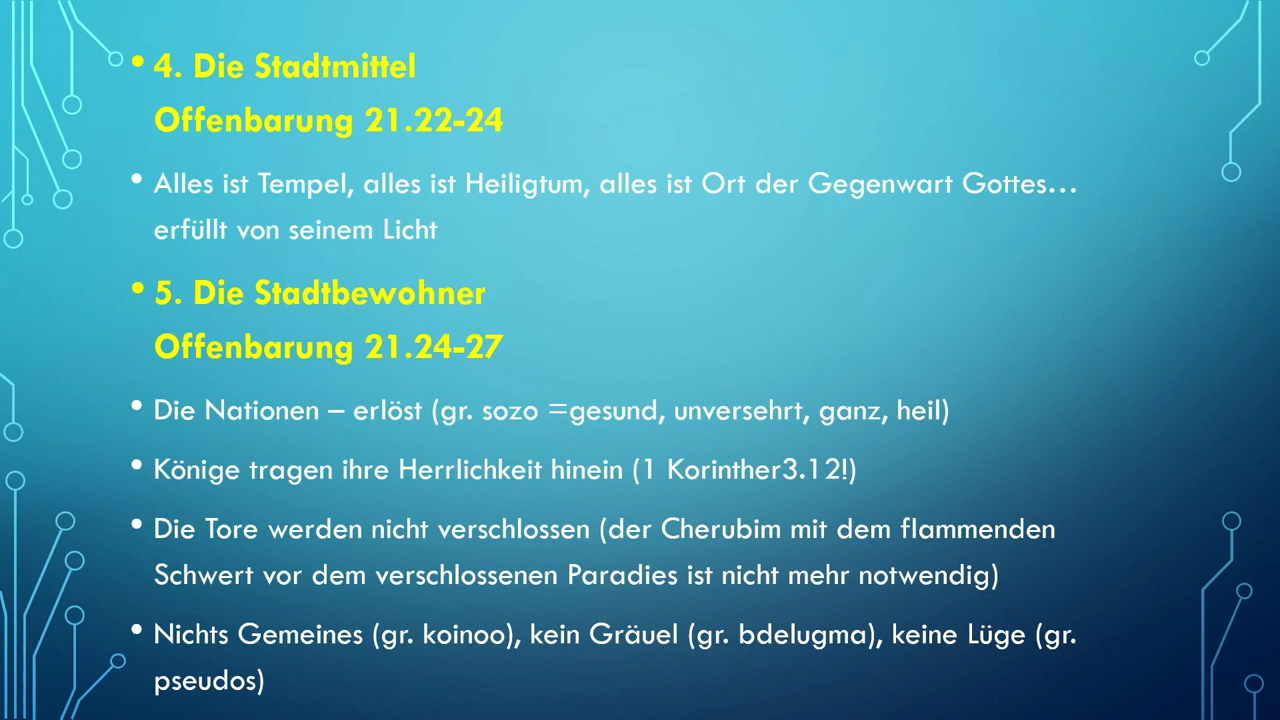 • 4. Die Stadtmittel
Offenbarung 21.22-24
• Alles ist Tempel, alles ist Heiligtum, alles ist Ort der Gegenwart Gottes…
erfüllt von seinem Licht
• 5. Die Stadtbewohner
Offenbarung 21.24-27
• Die Nationen – erlöst (gr. sozo =gesund, unversehrt, ganz, heil)
• Könige tragen ihre Herrlichkeit hinein (1 Korinther3.12!)
• Die Tore werden nicht verschlossen (der Cherubim mit dem flammenden
Schwert vor dem verschlossenen Paradies ist nicht mehr notwendig)
• Nichts Gemeines (gr. koinoo), kein Gräuel (gr. bdelugma), keine Lüge (gr.
pseudos)